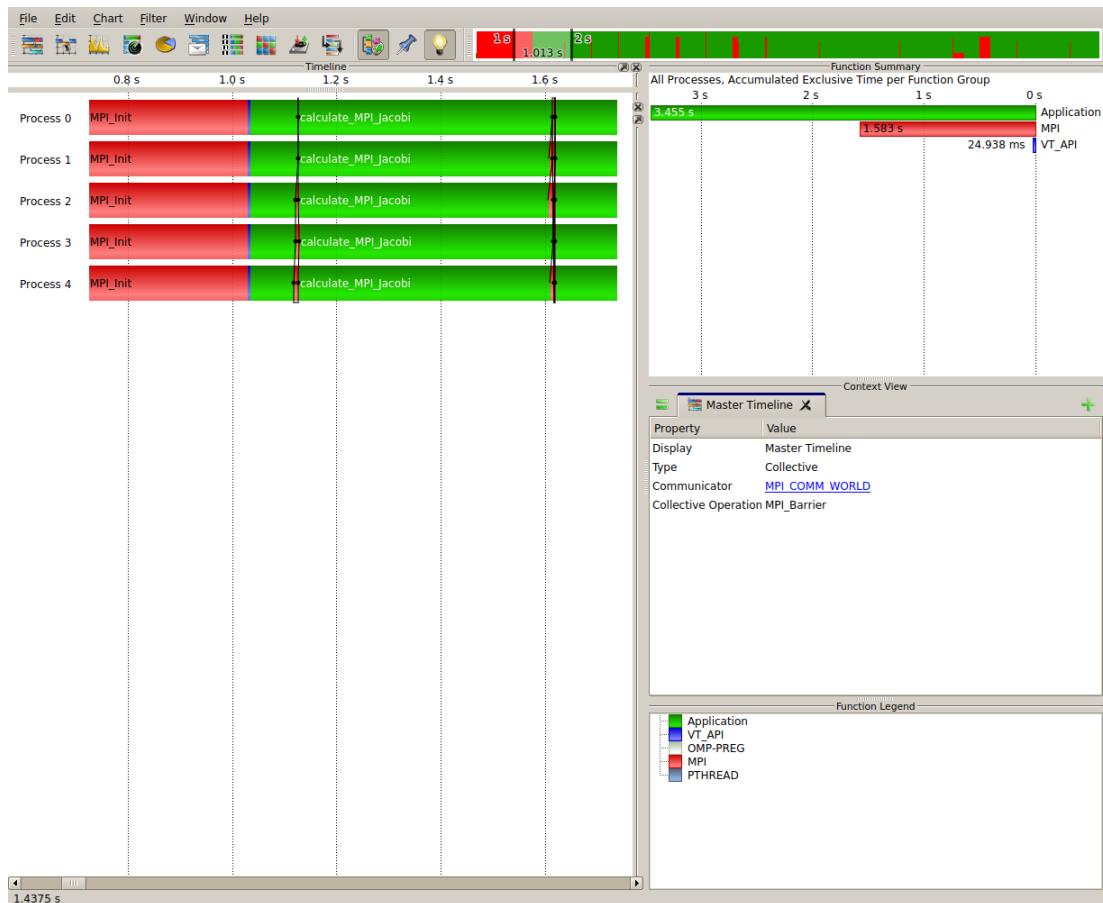 File Edit Chart Filter Window Help
1 s 1.013 s 2 s
Timeline
0.8 s 1.0 s 1.2 s 1.4 s 1.6 s
Process 0 MPI_Init calculate_MPI_Jacobi
Process 1 MPI_Init calculate_MPI_Jacobi
Process 2 MPI_Init calculate_MPI_Jacobi
Process 3 MPI_Init calculate_MPI_Jacobi
Process 4 MPI_Init calculate_MPI_Jacobi
1.4375 s
Function Summary
All Processes, Accumulated Exclusive Time per Function Group
3 s 2 s 1 s 0 s
3.455 s Application
1.583 s MPI
24.938 ms VT_API
Context View
Master Timeline
Property Value
Display Master Timeline
Type Collective
Communicator MPI_COMM_WORLD
Collective Operation MPI_Barrier
Function Legend
Application
VT_API
OMP-PREG
MPI
PTHREAD